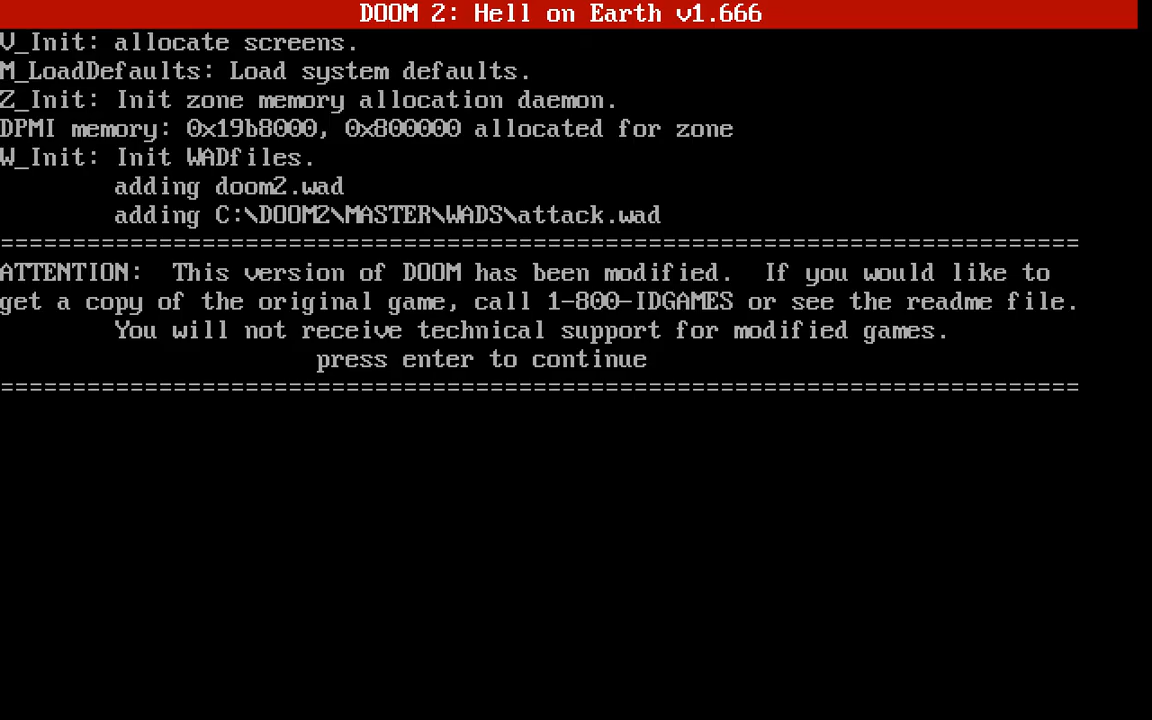 DOOM 2: Hell on Earth v1.666
V_Init: allocate screens.
M_LoadDefaults: Load system defaults.
Z_Init: Init zone memory allocation daemon.
DPMI memory: 0x19b8000, 0x800000 allocated for zone
W_Init: Init WADfiles.
        adding doom2.wad
        adding C:\DOOM2\MASTER\WADS\attack.wad
===========================================================================
ATTENTION:  This version of DOOM has been modified.  If you would like to
get a copy of the original game, call 1-800-IDGAMES or see the readme file.
        You will not receive technical support for modified games.
                      press enter to continue
===========================================================================